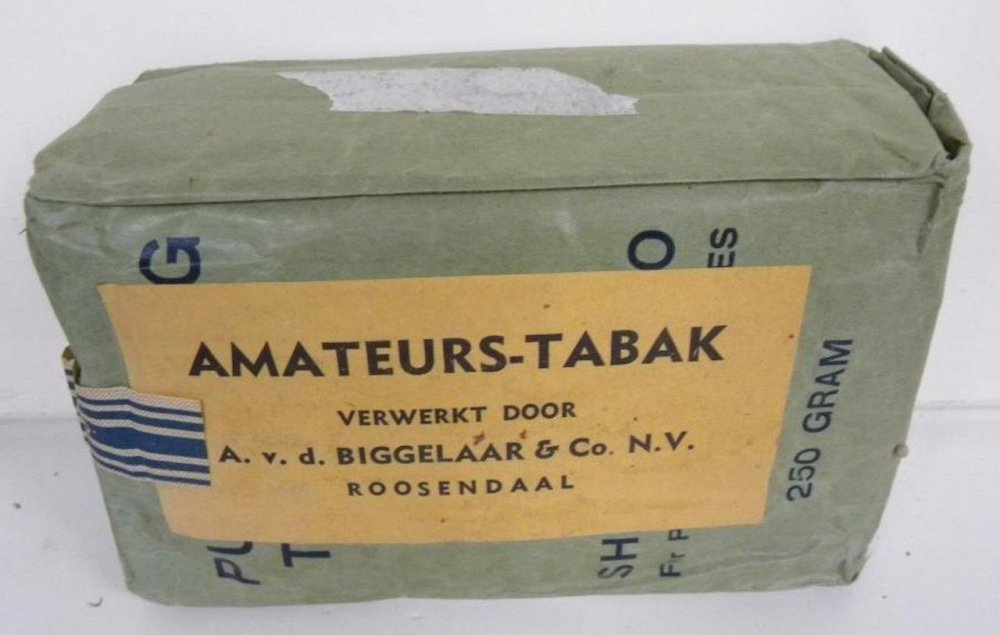 AMATEURS-TABAK
VERWERKT DOOR
A. v. d. BIGGELAAR & Co. N.V.
ROOSENDAAL
250 GRAM